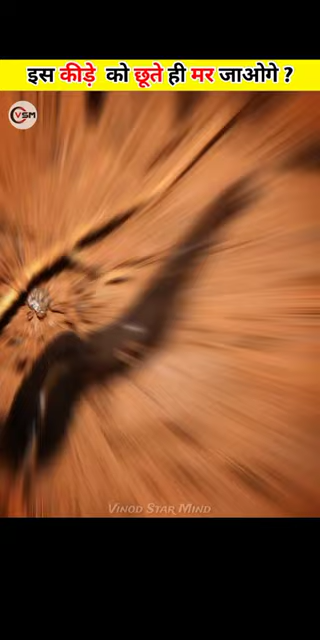 इस कीड़े को छूते ही मर जाओगे ?
VSM
VINOD STAR MIND